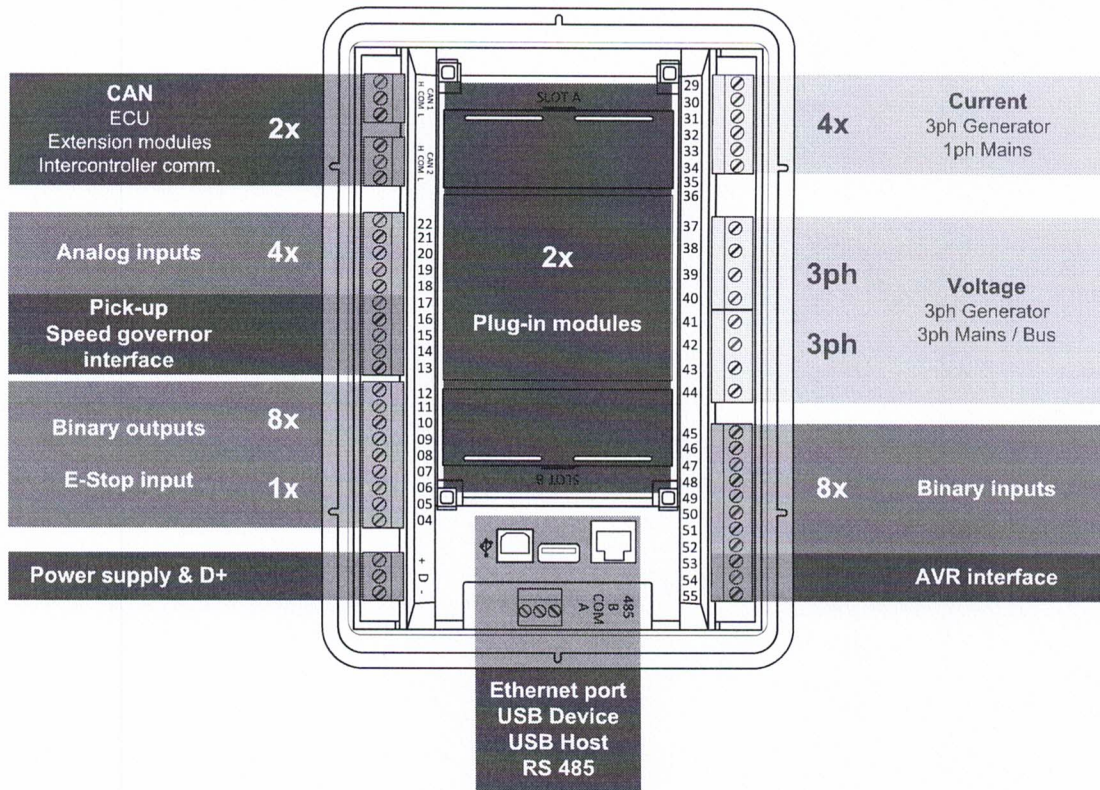 CAN
ECU
Extension modules
Intercontroller comm.
2x
Analog inputs
4x
Pick-up
Speed governor
interface
Binary outputs
8x
E-Stop input
1x
Power supply & D+
H COM L
CAN 1
H COM L
CAN 2
22
21
20
19
18
17
16
15
14
13
12
11
10
09
08
07
06
05
04
+
D
-
SLOT A
2x
Plug-in modules
SLOT B
485
B
COM
A
Ethernet port
USB Device
USB Host
RS 485
29
30
31
32
33
34
35
36
37
38
39
40
41
42
43
44
45
46
47
48
49
50
51
52
53
54
55
4x
Current
3ph Generator
1ph Mains
3ph
3ph
Voltage
3ph Generator
3ph Mains / Bus
8x
Binary inputs
AVR interface